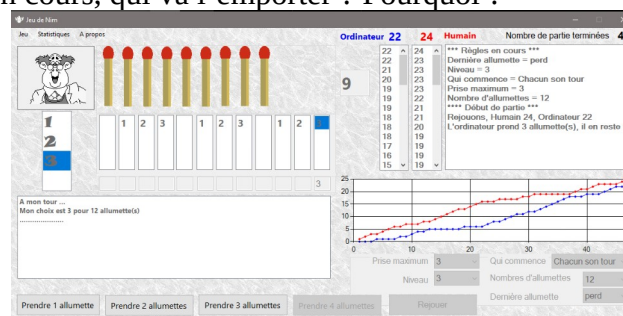 n cours, qui va l'emporter ? Pourquoi ?
Jeu de Nim
Jeu Statistiques A propos
Ordinateur 22 24 Humain Nombre de partie terminées 4
9
22 24
22 23
21 23
20 23
19 23
19 22
19 21
18 21
18 20
18 19
17 19
16 19
15 19
*** Règles en cours ***
Dernière allumette = perd
Niveau = 3
Qui commence = Chacun son tour
Prise maximum = 3
Nombre d'allumettes = 12
**** Début de partie ***
Rejouons, Humain 24, Ordinateur 22
L'ordinateur prend 3 allumette(s), il en reste
1
2
3
1 2 3 1 2 3 1 2
3
A mon tour ...
Mon choix est 3 pour 12 allumette(s)
.....................
25
20
15
10
5
0
0 10 20 30 40
Prise maximum 3 Qui commence Chacun son tour
Niveau 3 Nombres d'allumettes 12
Dernière allumette perd
Prendre 1 allumette Prendre 2 allumettes Prendre 3 allumettes Prendre 4 allumettes Rejouer